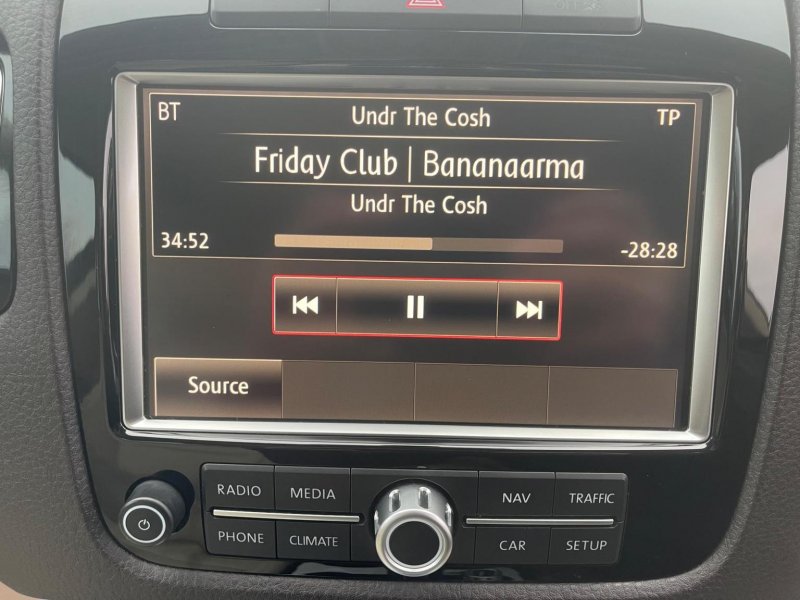 OFF
BT Undr The Cosh TP
Friday Club | Bananaarma
Undr The Cosh
34:52 -28:28
Source
RADIO MEDIA NAV TRAFFIC
PHONE CLIMATE CAR SETUP